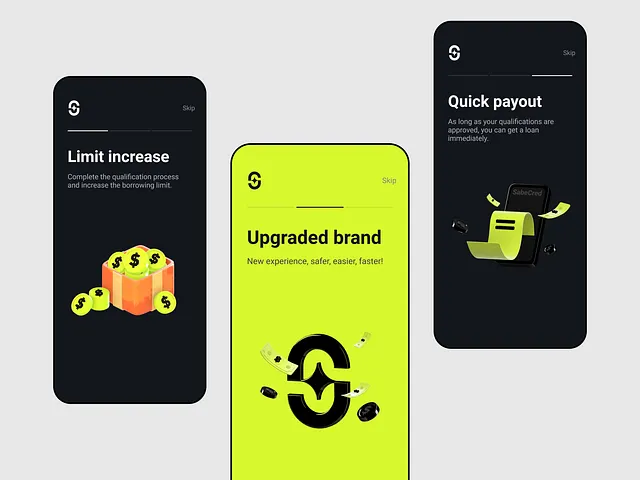 Skip
Limit increase
Complete the qualification process
and increase the borrowing limit.
Skip
Upgraded brand
New experience, safer, easier, faster!
Skip
Quick payout
As long as your qualifications are
approved, you can get a loan
immediately.
SabeCred